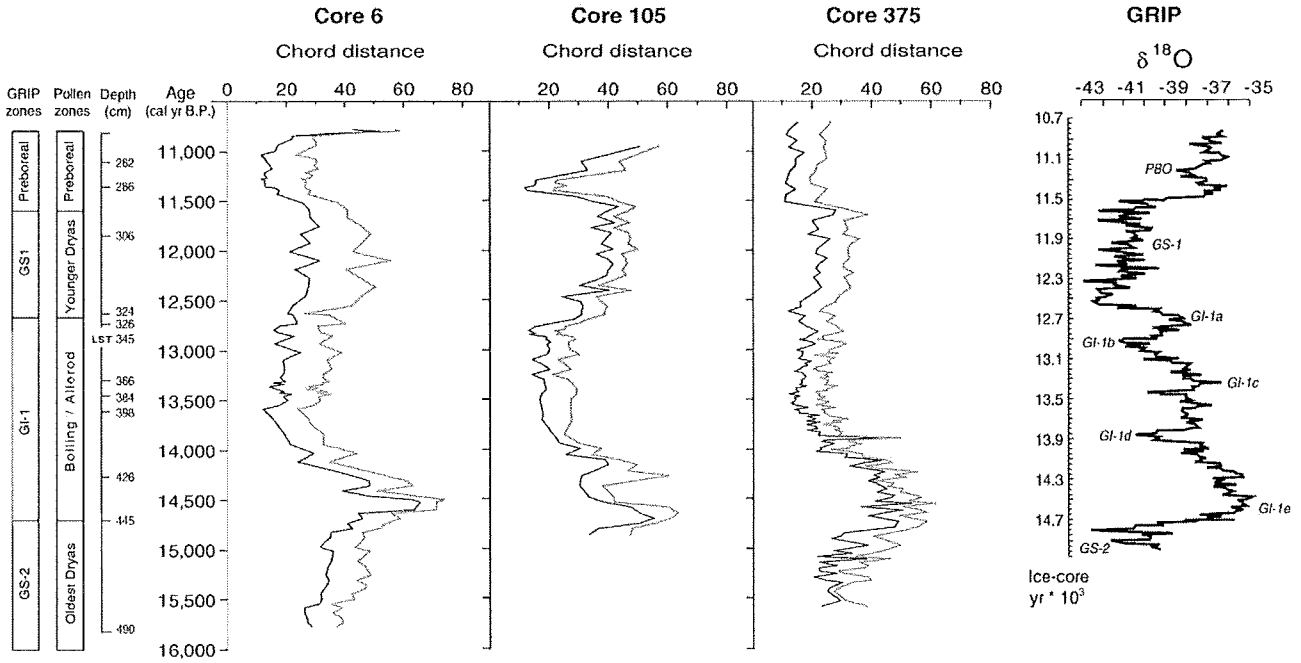 Core 6 Core 105 Core 375 GRIP
Chord distance Chord distance Chord distance δ 18O
GRIP zones Pollen zones Depth (cm) Age (cal yr B.P.)
0 20 40 60 80 20 40 60 80 20 40 60 80 -43 -41 -39 -37 -35
Preboreal
GS1
GI-1
GS-2
Preboreal
Younger Dryas
Bolling / Allerod
Oldest Dryas
262
286
306
324
326
LST 345
366
384
398
426
445
490
11,000
11,500
12,000
12,500
13,000
13,500
14,000
14,500
15,000
15,500
16,000
10.7
11.1
11.5
11.9
12.3
12.7
13.1
13.5
13.9
14.3
14.7
PBO
GS-1
GI-1a
GI-1b
GI-1c
GI-1d
GI-1e
GS-2
Ice-core
yr * 10³